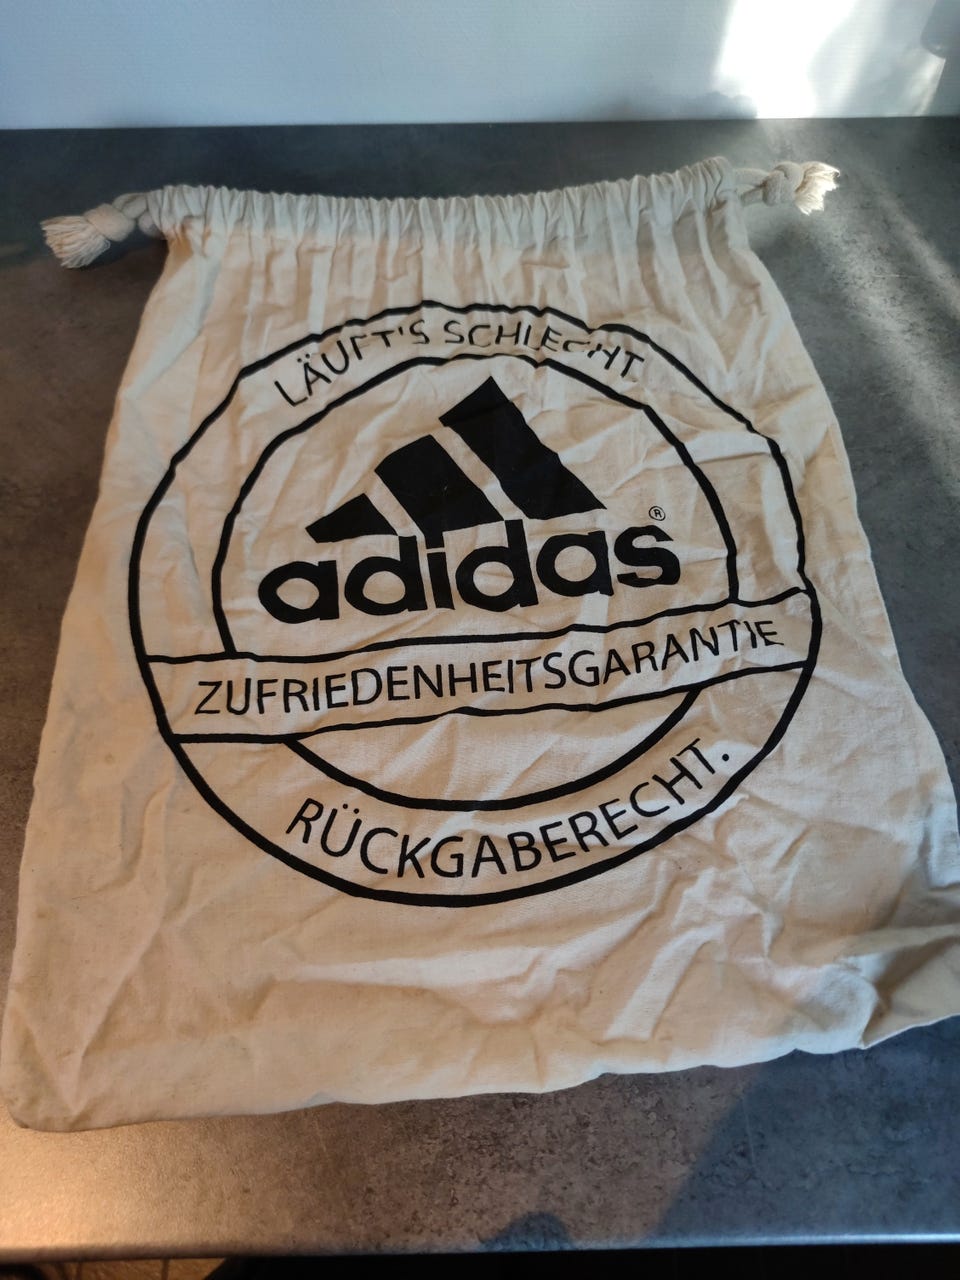 LÄUFT'S SCHLECHT.
adidas®
ZUFRIEDENHEITSGARANTIE
RÜCKGABERECHT.